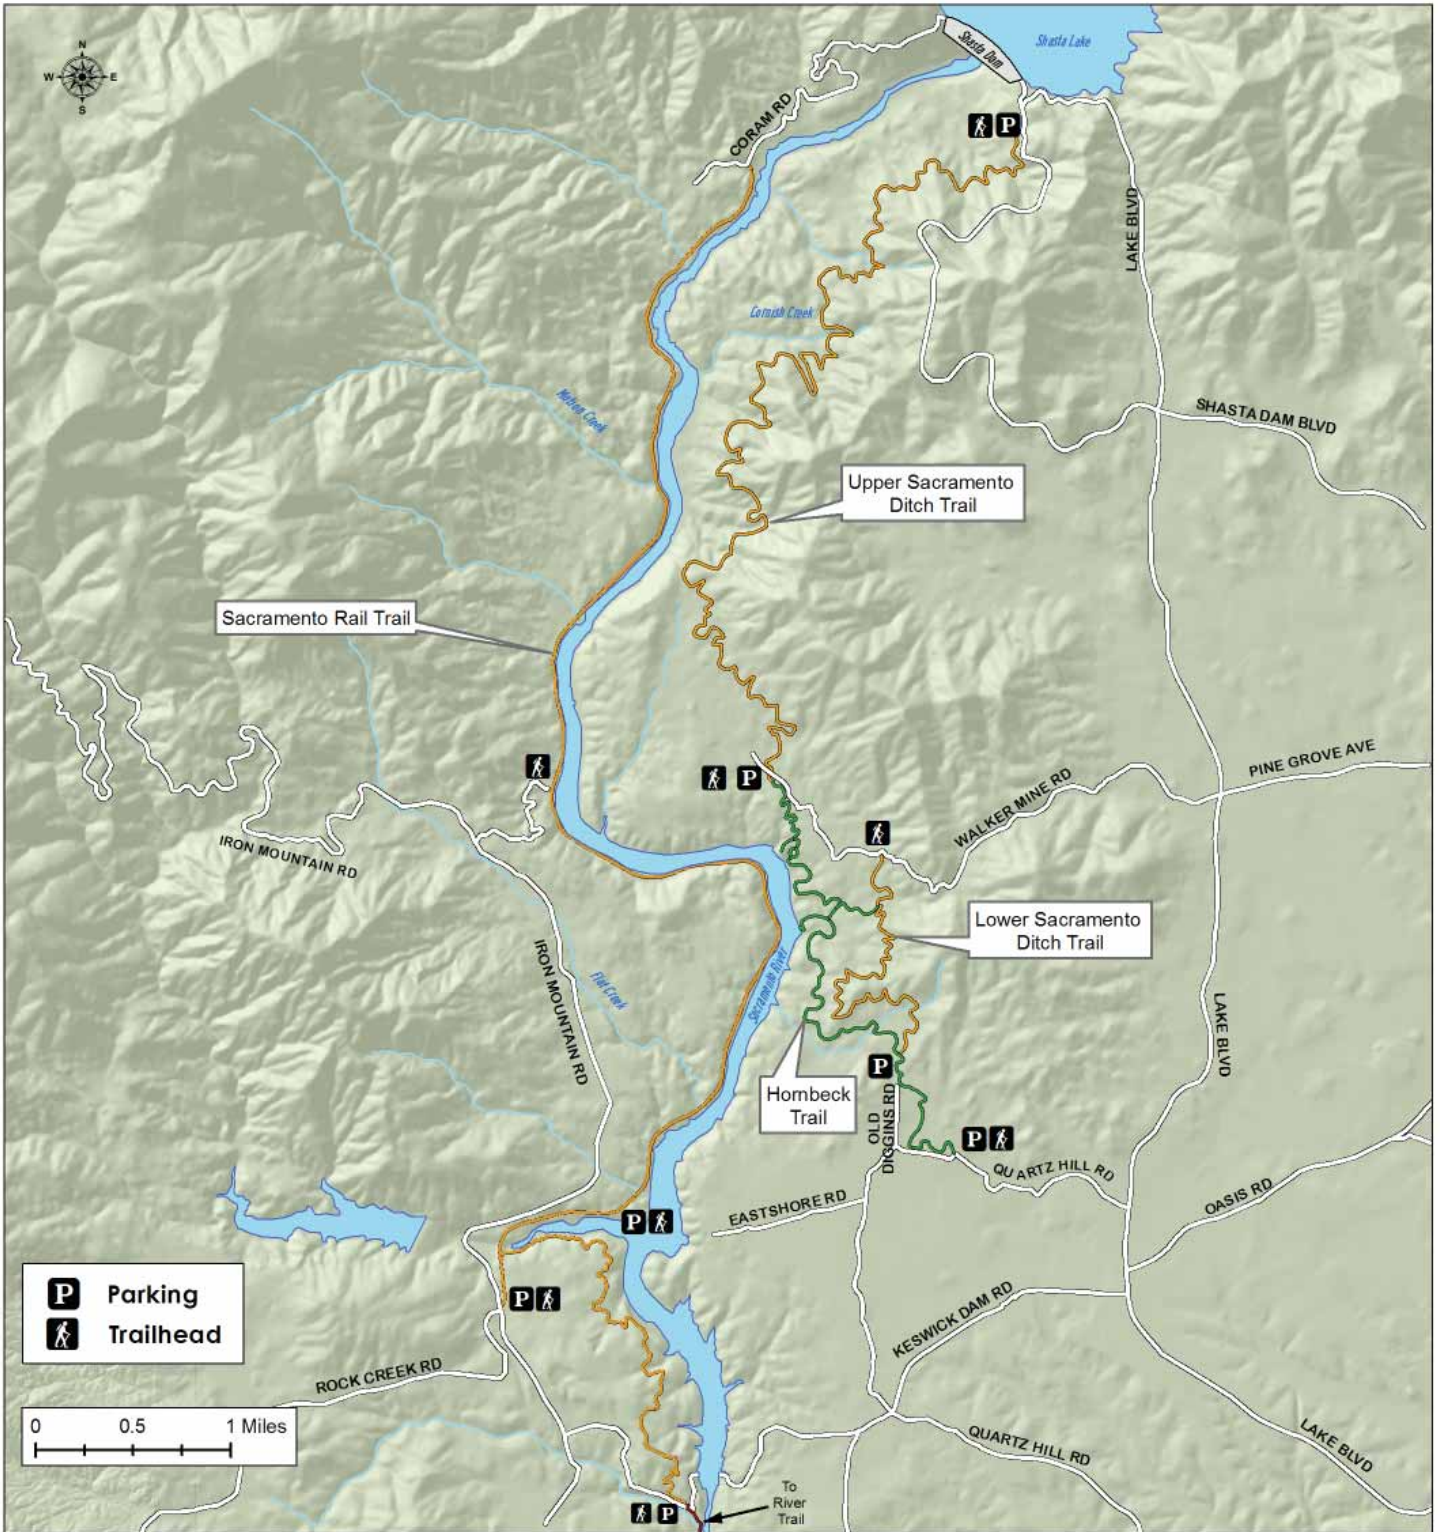 N
W E
S
Shasta Lake
Shasta Dam
CORAM RD
P
LAKE BLVD
Cornish Creek
Motion Creek
SHASTA DAM BLVD
Upper Sacramento
Ditch Trail
Sacramento Rail Trail
P
PINE GROVE AVE
WALKER MINE RD
IRON MOUNTAIN RD
Lower Sacramento
Ditch Trail
IRON MOUNTAIN RD
Sacramento River
Flat Creek
LAKE BLVD
P
Hornbeck
Trail
OLD
DIGGINS RD
P
QUARTZ HILL RD
OASIS RD
EASTSHORE RD
P
P
P Parking
Trailhead
KESWICK DAM RD
ROCK CREEK RD
0 0.5 1 Miles
QUARTZ HILL RD
LAKE BLVD
To
River
Trail
P